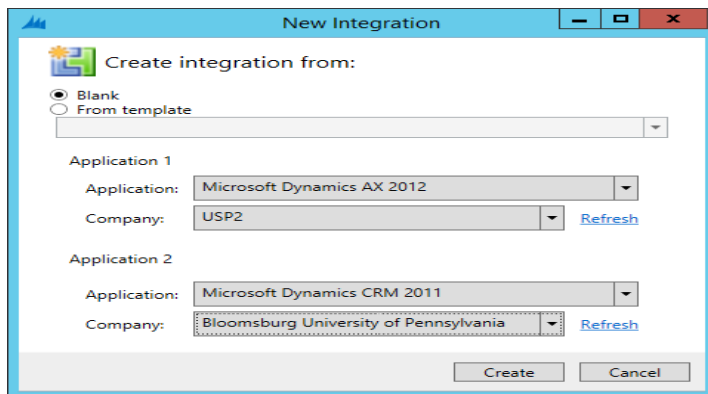 New Integration
Create integration from:
Blank
From template
Application 1
Application: Microsoft Dynamics AX 2012
Company: USP2 Refresh
Application 2
Application: Microsoft Dynamics CRM 2011
Company: Bloomsburg University of Pennsylvania Refresh
Create Cancel